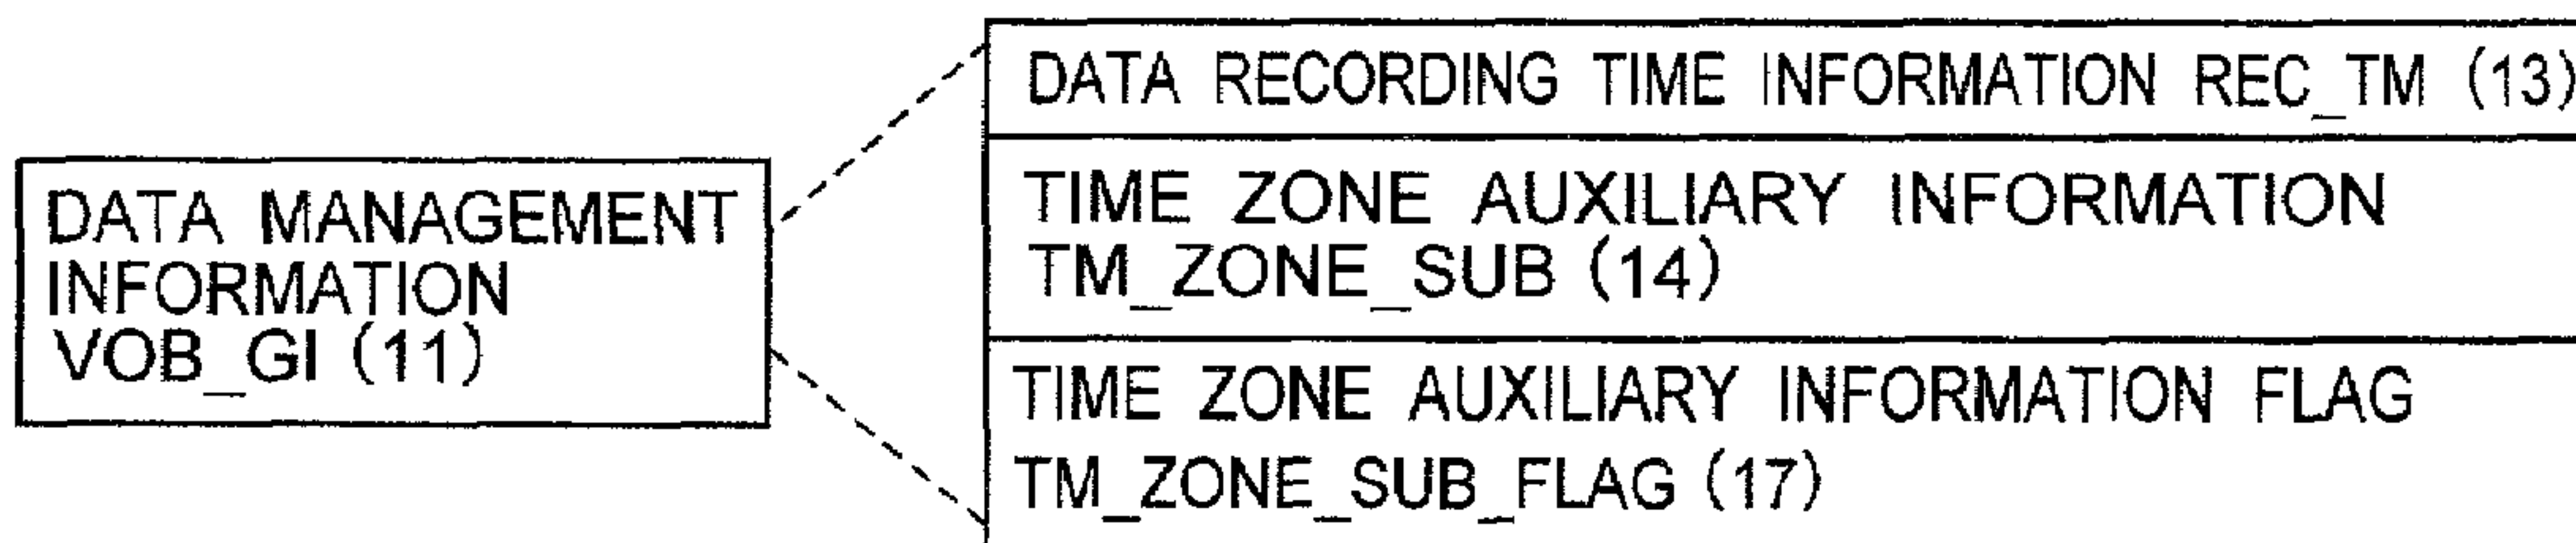 DATA MANAGEMENT
INFORMATION
VOB_GI (11)
DATA RECORDING TIME INFORMATION REC_TM (13)
TIME ZONE AUXILIARY INFORMATION
TM_ZONE_SUB (14)
TIME ZONE AUXILIARY INFORMATION FLAG
TM_ZONE_SUB_FLAG (17)